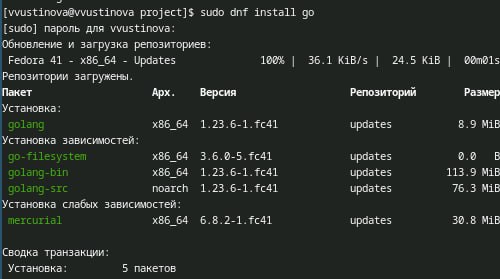 [vvustinova@vvustinova project]$ sudo dnf install go
[sudo] пароль для vvustinova:
Обновление и загрузка репозиториев:
Fedora 41 - x86_64 - Updates 100% | 36.1 KiB/s | 24.5 KiB | 00m01s
Репозитории загружены.
Пакет Арх. Версия Репозиторий Размер
Установка:
golang x86_64 1.23.6-1.fc41 updates 8.9 MiB
Установка зависимостей:
go-filesystem x86_64 3.6.0-5.fc41 updates 0.0 B
golang-bin x86_64 1.23.6-1.fc41 updates 113.9 MiB
golang-src noarch 1.23.6-1.fc41 updates 76.3 MiB
Установка слабых зависимостей:
mercurial x86_64 6.8.2-1.fc41 updates 30.8 MiB
Сводка транзакции:
Установка: 5 пакетов